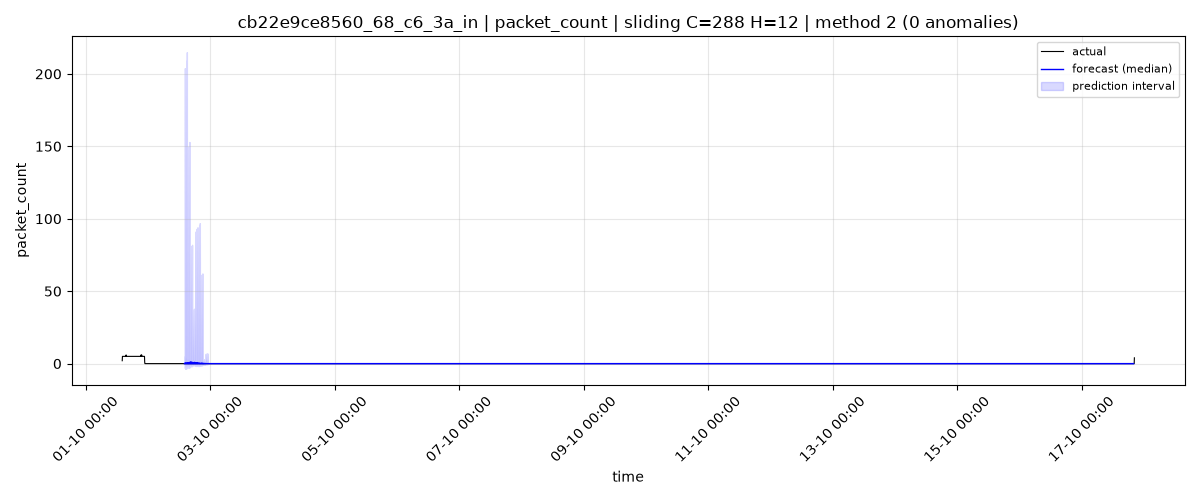 cb22e9ce8560_68_c6_3a_in | packet_count | sliding C=288 H=12 | method 2 (0 anomalies)
actual
forecast (median)
prediction interval
packet_count
200
150
100
50
0
01-10 00:00
03-10 00:00
05-10 00:00
07-10 00:00
09-10 00:00
11-10 00:00
13-10 00:00
15-10 00:00
17-10 00:00
time